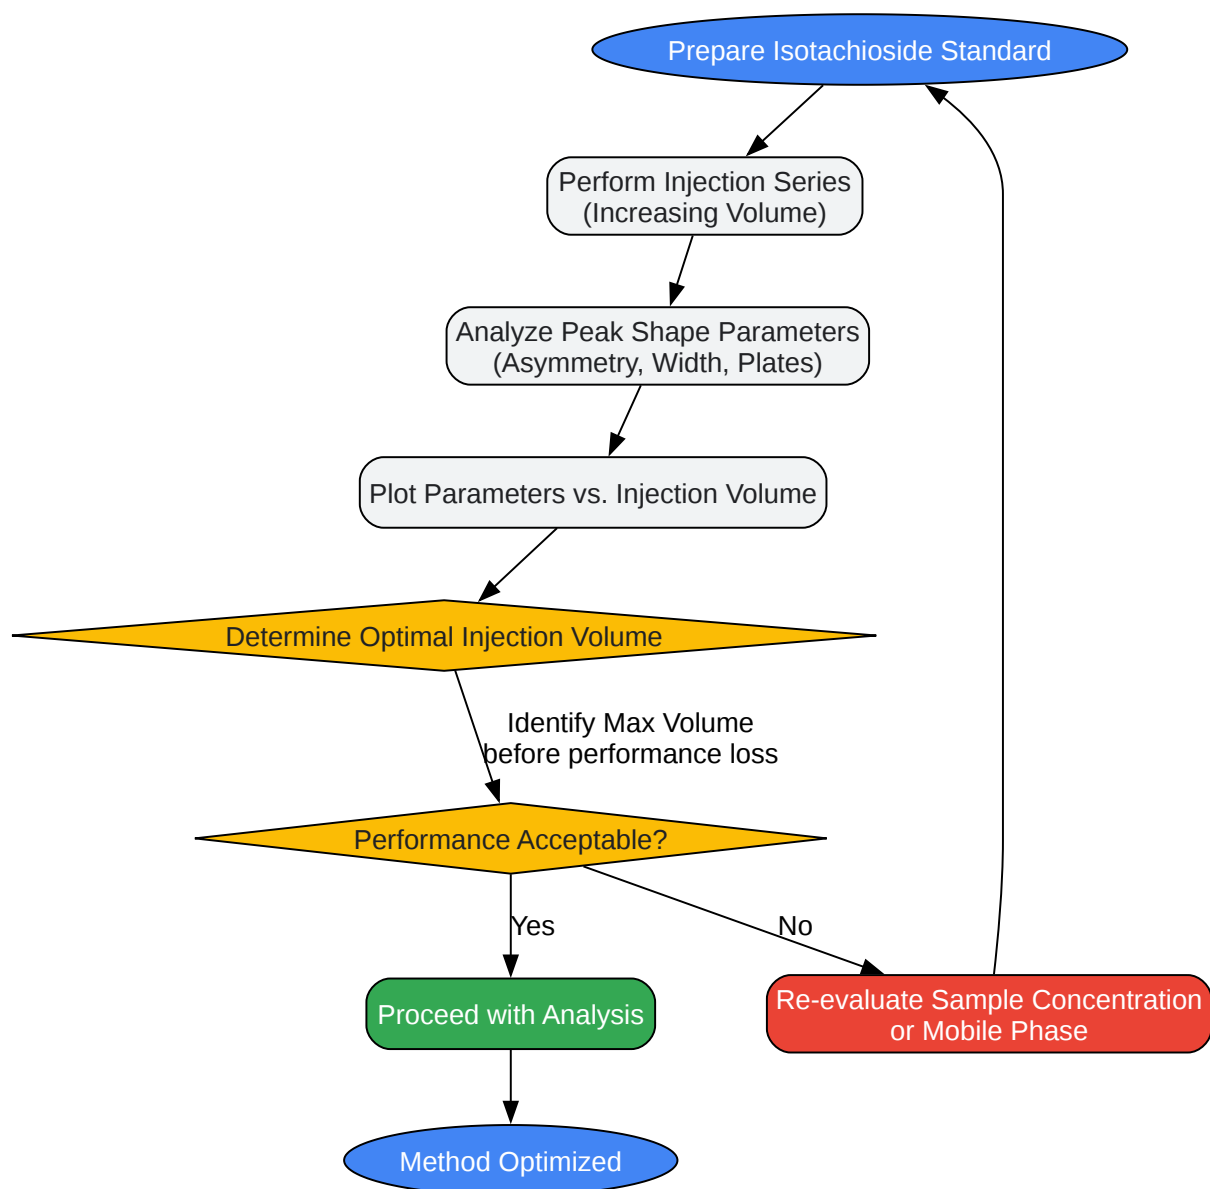 Prepare Isotachioside Standard
Perform Injection Series
(Increasing Volume)
Analyze Peak Shape Parameters
(Asymmetry, Width, Plates)
Plot Parameters vs. Injection Volume
Determine Optimal Injection Volume
Identify Max Volume
before performance loss
Performance Acceptable?
Yes
No
Proceed with Analysis
Re-evaluate Sample Concentration
or Mobile Phase
Method Optimized